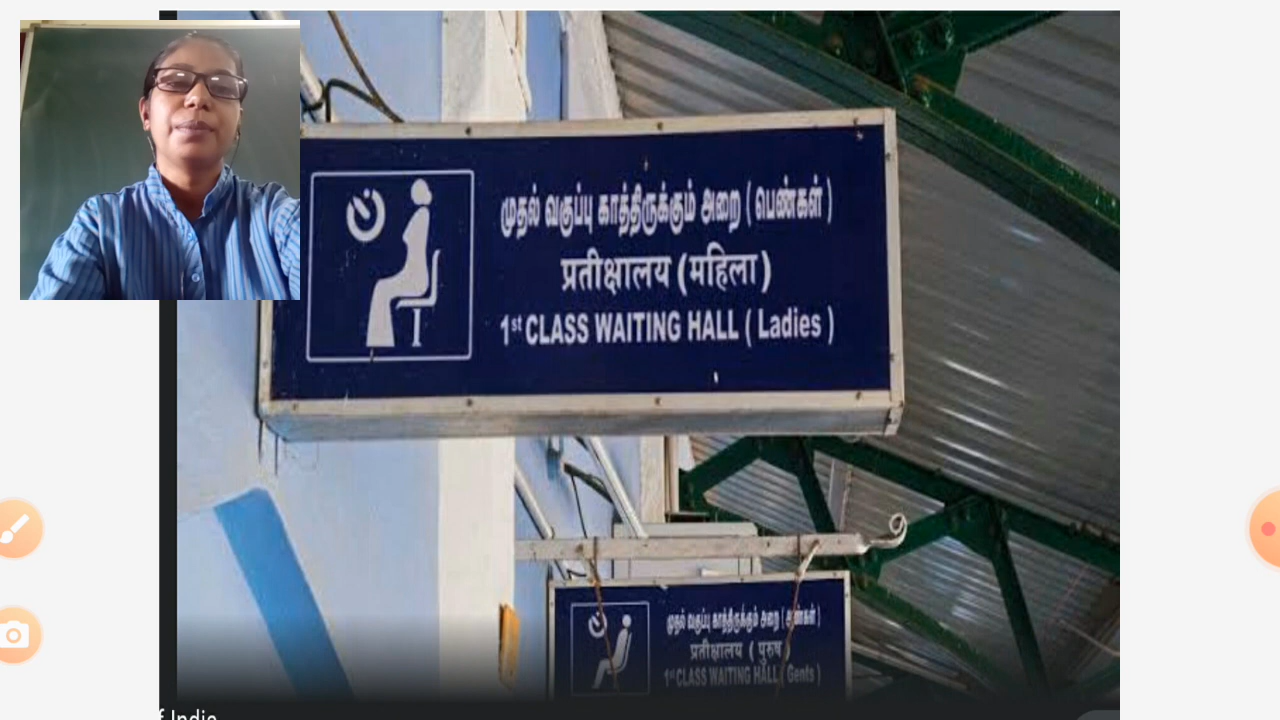 முதல் வகுப்பு காத்திருக்கும் அறை ( பெண்கள் )
प्रतीक्षालय (महिला)
1st CLASS WAITING HALL ( Ladies )
முதல் வகுப்பு காத்திருக்கும் அறை ( ஆண்கள் )
प्रतीक्षालय ( पुरुष )
1st CLASS WAITING HALL ( Gents )
f India